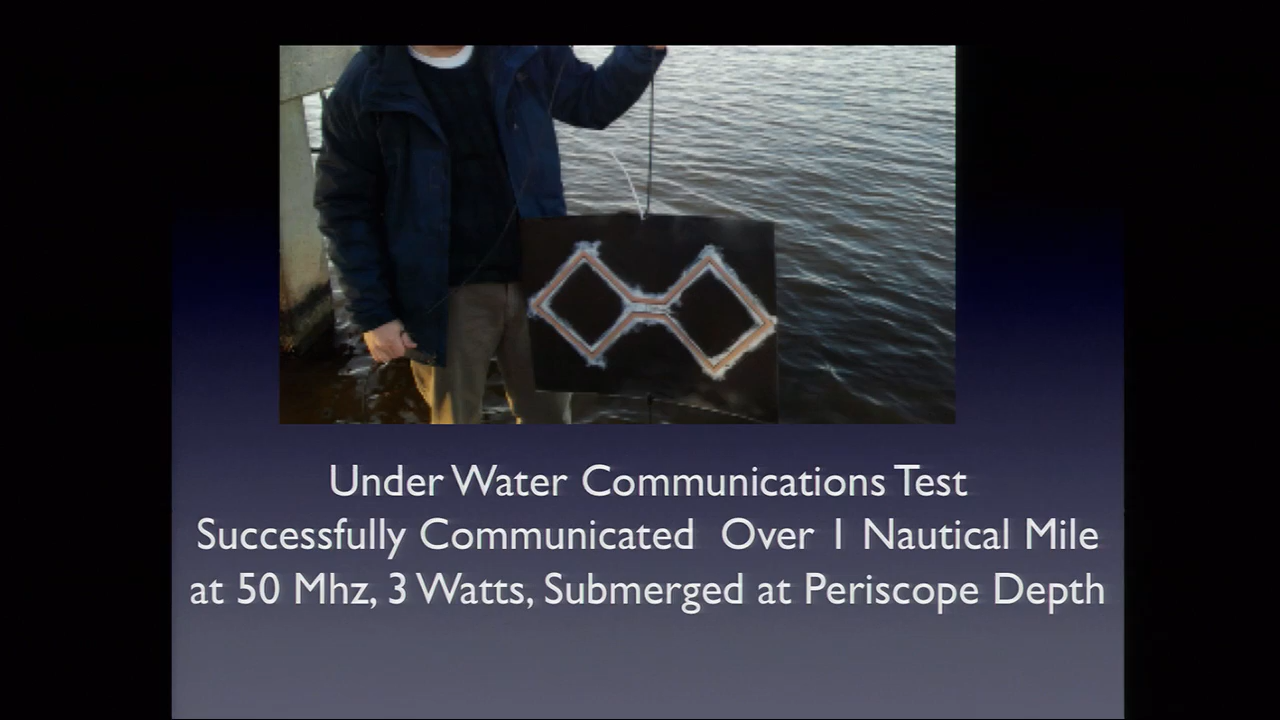 Under Water Communications Test
Successfully Communicated Over 1 Nautical Mile
at 50 Mhz, 3 Watts, Submerged at Periscope Depth